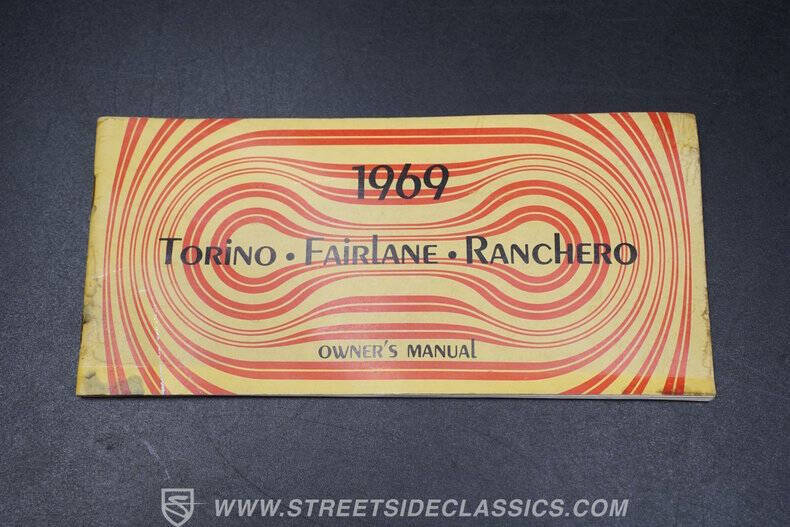 1969
Torino • Fairlane • Ranchero
OWNER'S MANUAL
WWW.STREETSIDECLASSICS.COM